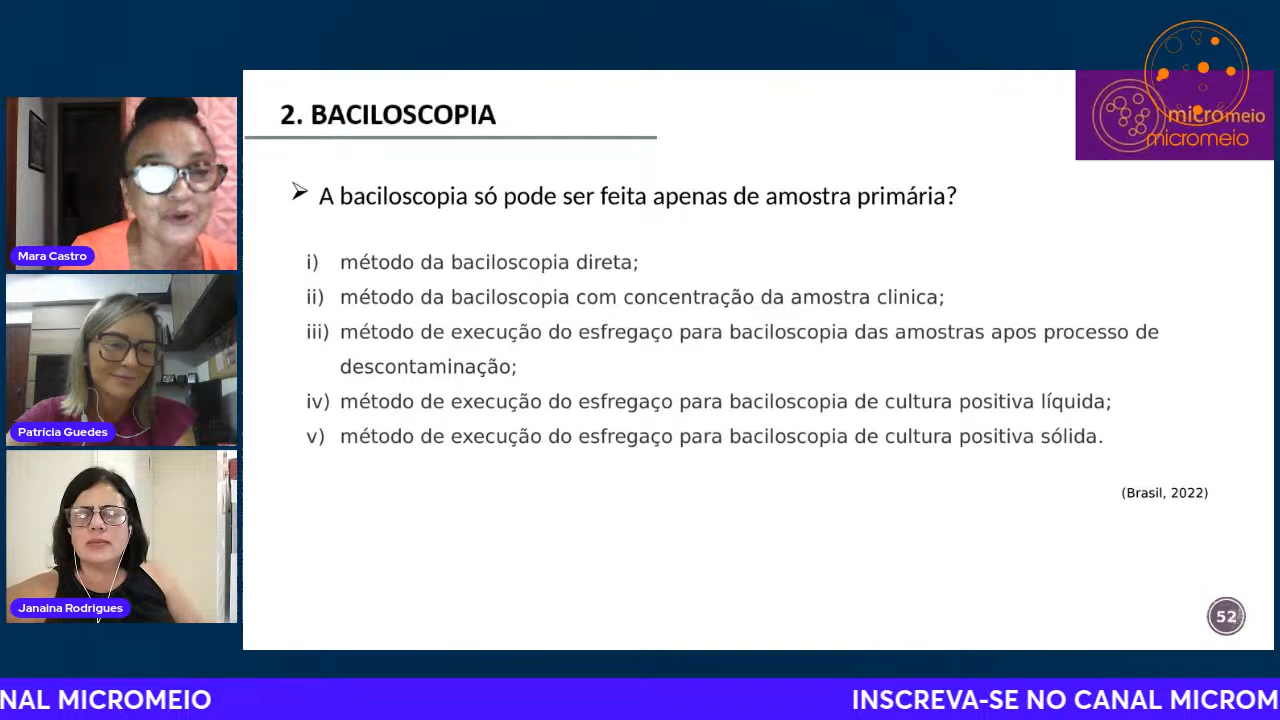 2. BACILOSCOPIA
micromeio
micromeio
A baciloscopia só pode ser feita apenas de amostra primária?
i) método da baciloscopia direta;
ii) método da baciloscopia com concentração da amostra clinica;
iii) método de execução do esfregaço para baciloscopia das amostras apos processo de
descontaminação;
iv) método de execução do esfregaço para baciloscopia de cultura positiva líquida;
v) método de execução do esfregaço para baciloscopia de cultura positiva sólida.
(Brasil, 2022)
52
Mara Castro
Patrícia Guedes
Janaina Rodrigues
NAL MICROMEIO
INSCREVA-SE NO CANAL MICROM